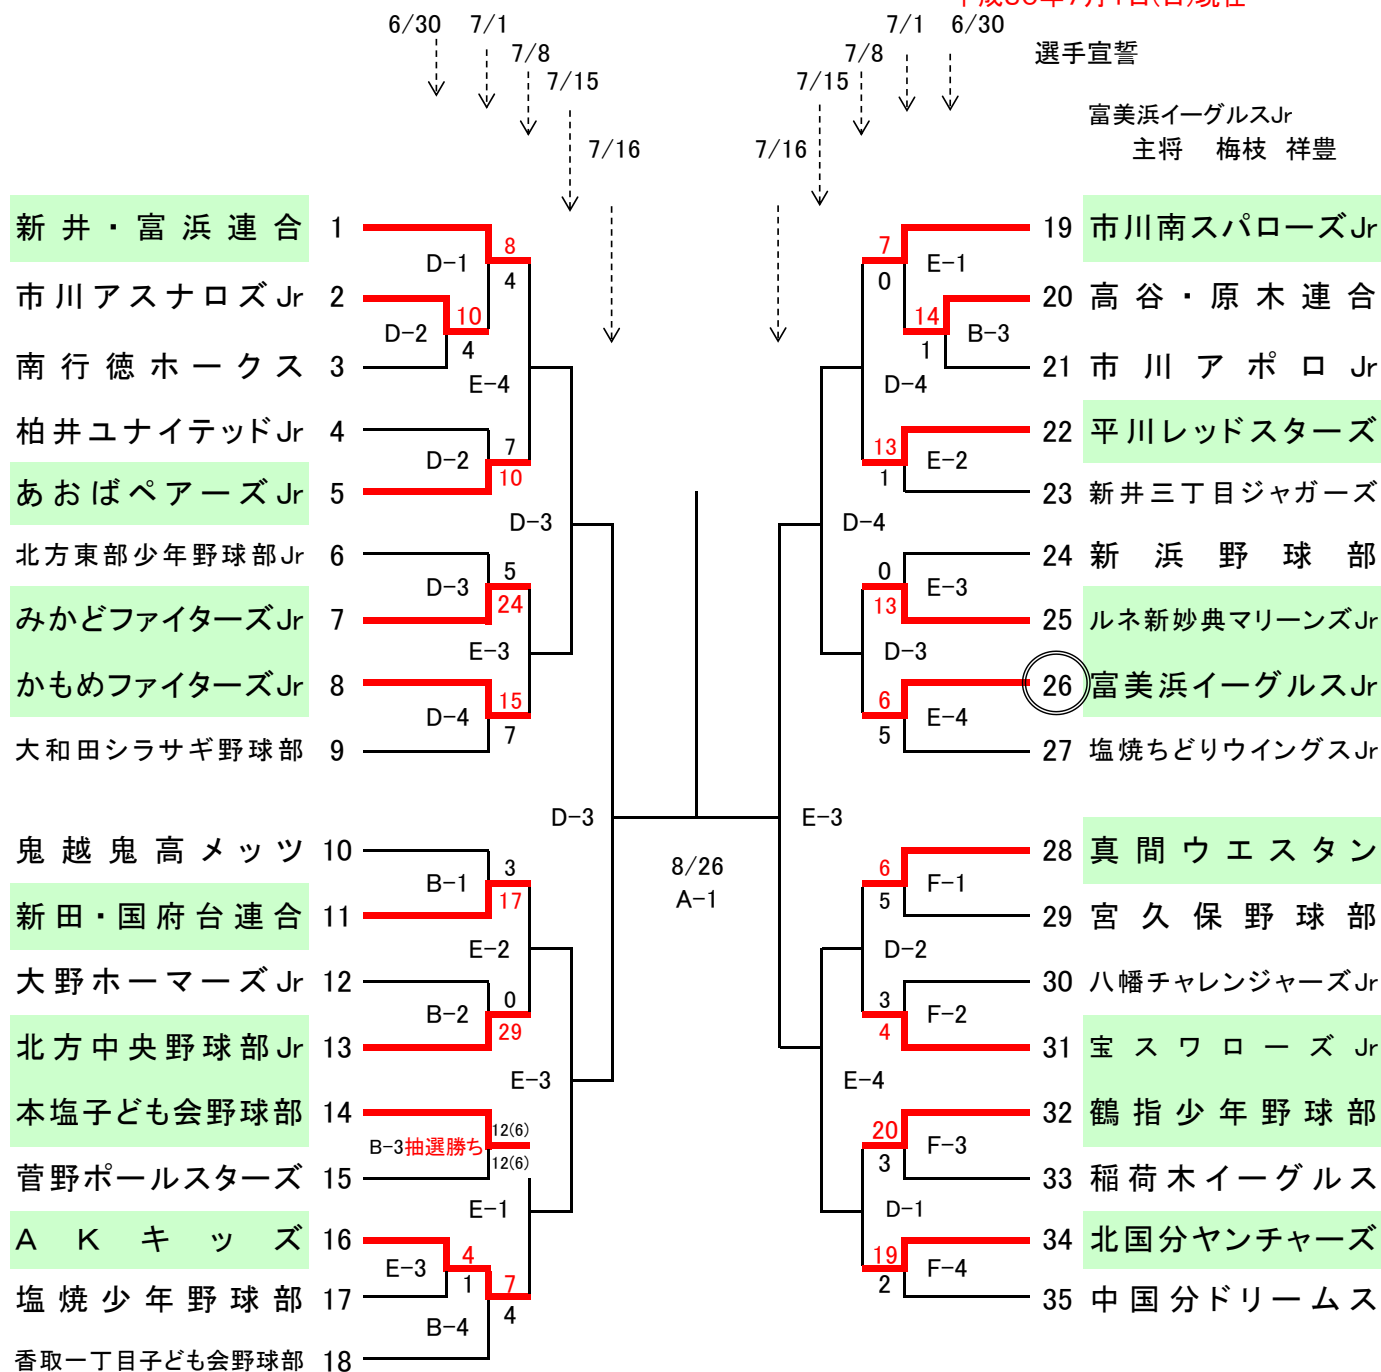 6/30 7/1 7/8 7/15 7/16
7/16 7/15 7/8 7/1 6/30
選手宣誓
富美浜イーグルスJr
主将 梅枝 祥豊
新井・富浜連合 1
D-1 8 4
市川アスナロズJr 2
D-2 10 4
南行徳ホークス 3
E-4
柏井ユナイテッドJr 4
D-2 7 10
あおばペアーズJr 5
D-3
北方東部少年野球部Jr 6
D-3 5 24
みかどファイターズJr 7
E-3
かもめファイターズJr 8
D-4 15 7
大和田シラサギ野球部 9
D-3
鬼越鬼高メッツ 10
B-1 3 17
新田・国府台連合 11
E-2
大野ホーマーズJr 12
B-2 0 29
北方中央野球部Jr 13
E-3
本塩子ども会野球部 14
B-3抽選勝ち 12(6) 12(6)
菅野ポールスターズ 15
E-1
AKキッズ 16
E-3 4 1
塩焼少年野球部 17
B-4 7 4
香取一丁目子ども会野球部 18
8/26
A-1
19 市川南スパローズJr
7 0 E-1
20 高谷・原木連合
14 1 B-3
21 市川アポロJr
D-4
22 平川レッドスターズ
13 1 E-2
23 新井三丁目ジャガーズ
D-4
24 新浜野球部
0 13 E-3
25 ルネ新妙典マリーンズJr
D-3
26 富美浜イーグルスJr
6 5 E-4
27 塩焼ちどりウイングスJr
E-3
28 真間ウエスタン
6 5 F-1
29 宮久保野球部
D-2
30 八幡チャレンジャーズJr
3 4 F-2
31 宝スワローズJr
E-4
32 鶴指少年野球部
20 3 F-3
33 稲荷木イーグルス
D-1
34 北国分ヤンチャーズ
19 2 F-4
35 中国分ドリームス